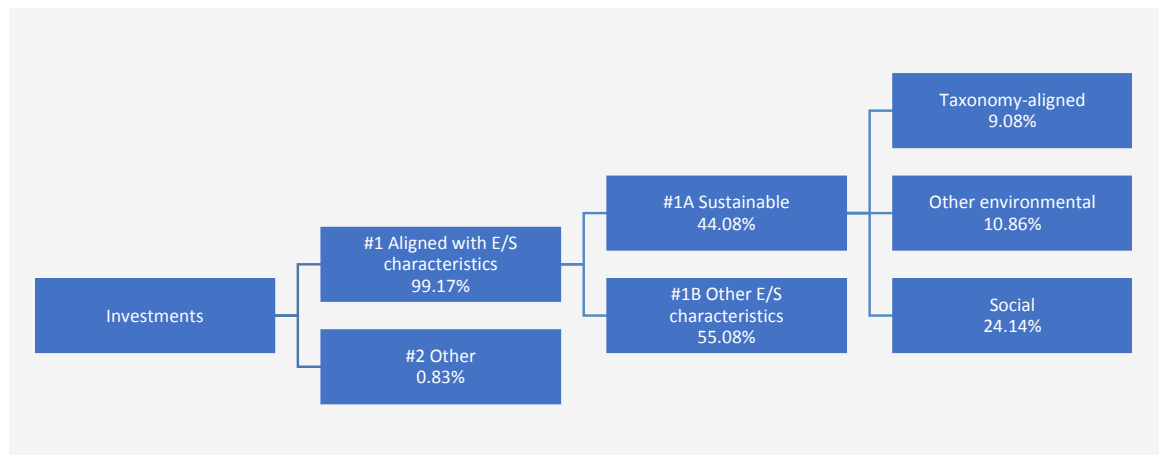 Investments
#1 Aligned with E/S
characteristics
99.17%
#2 Other
0.83%
#1A Sustainable
44.08%
#1B Other E/S
characteristics
55.08%
Taxonomy-aligned
9.08%
Other environmental
10.86%
Social
24.14%